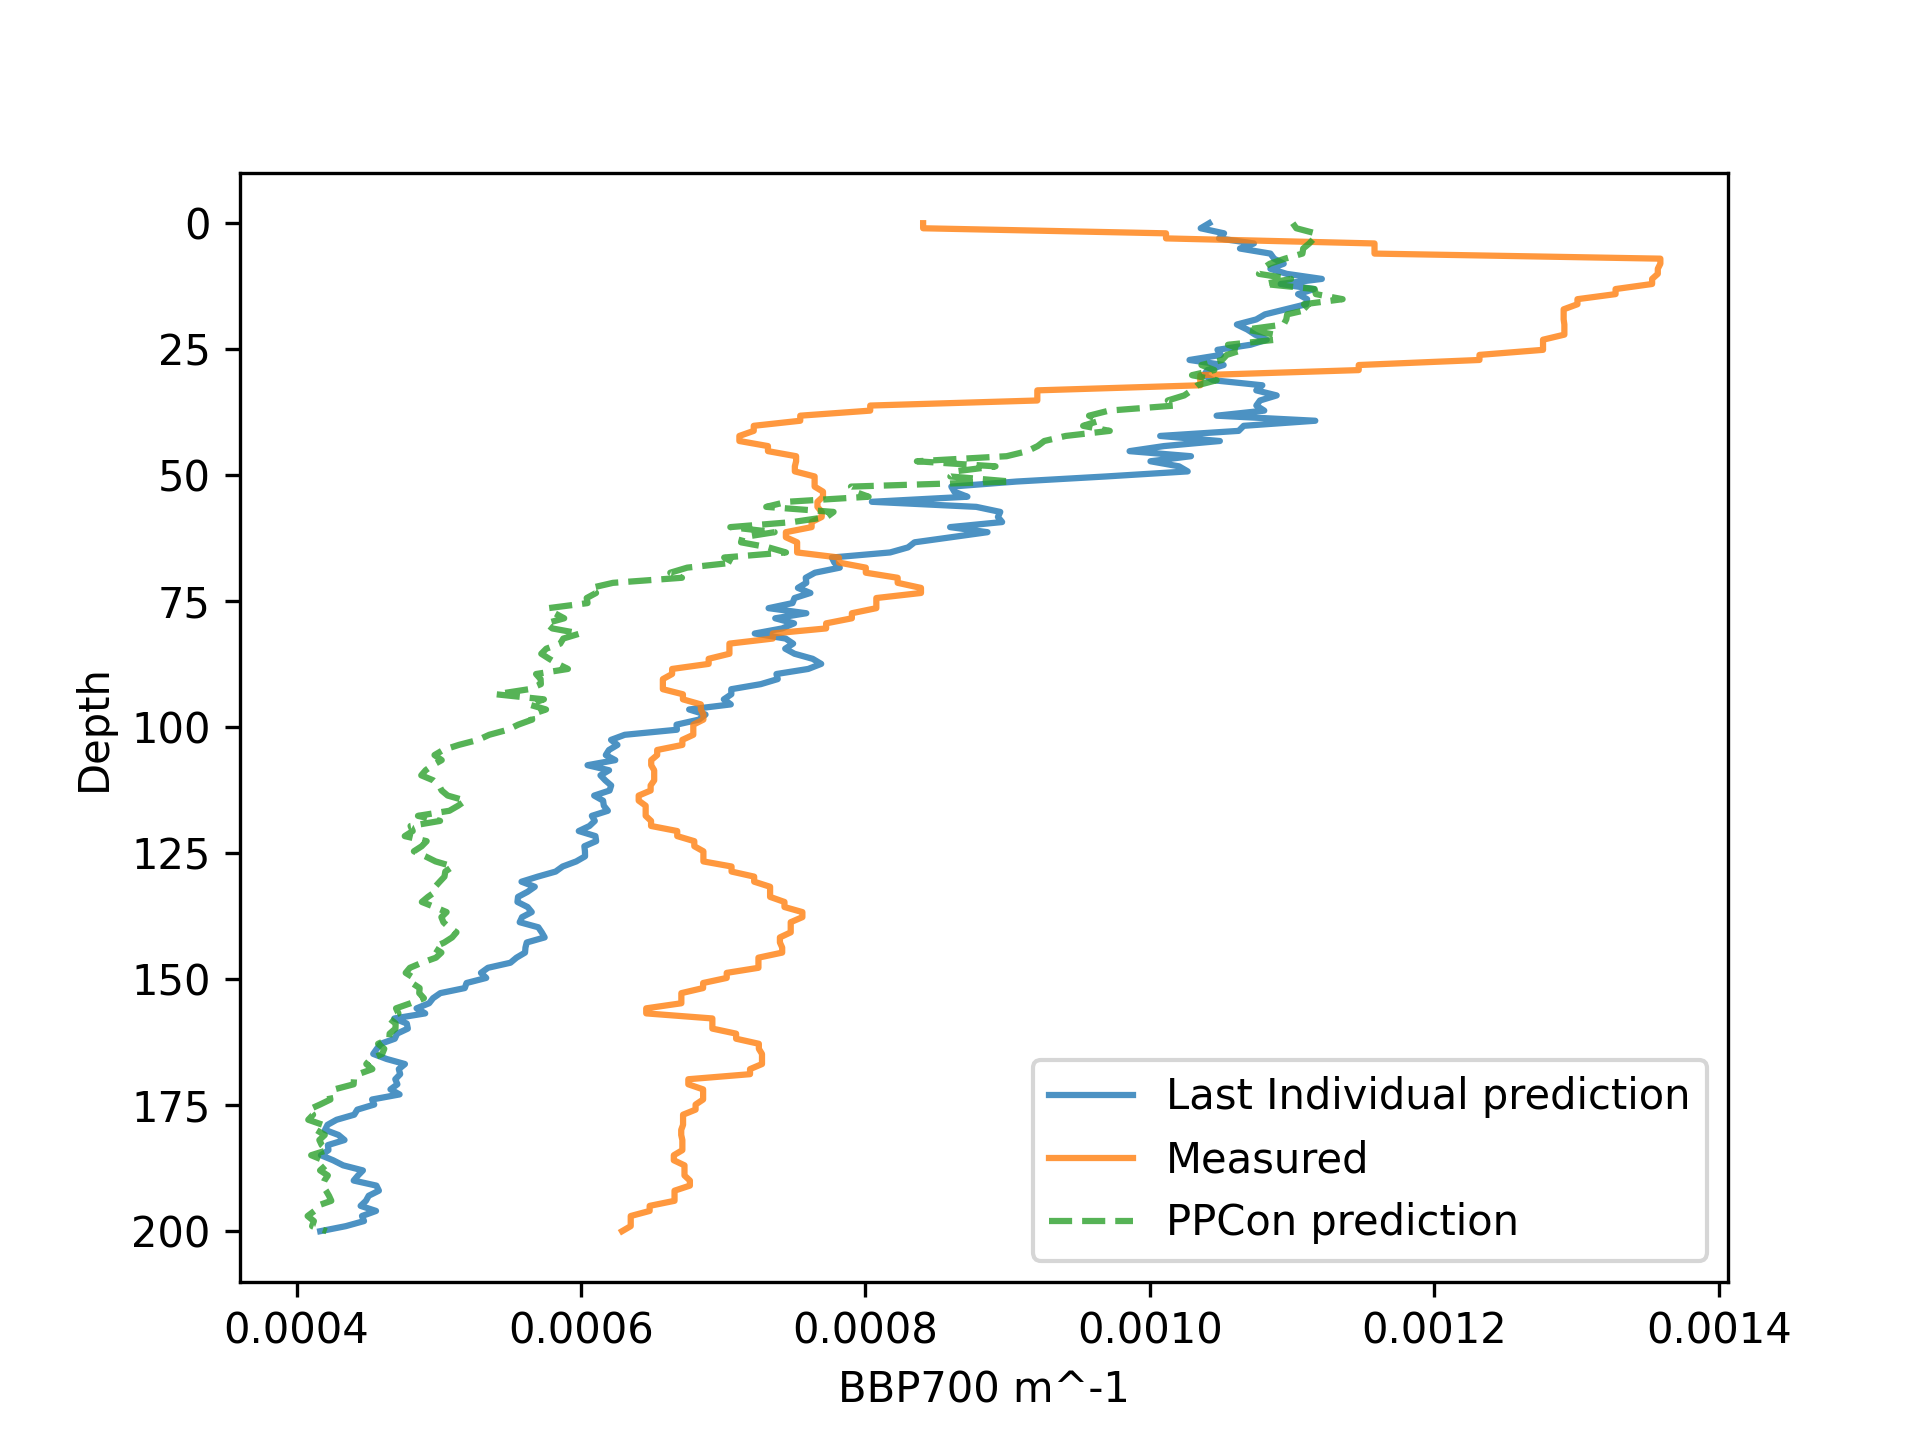 0
25
50
75
100
125
150
175
200
Depth
0.0004 0.0006 0.0008 0.0010 0.0012 0.0014
BBP700 m^-1
Last Individual prediction
Measured
PPCon prediction